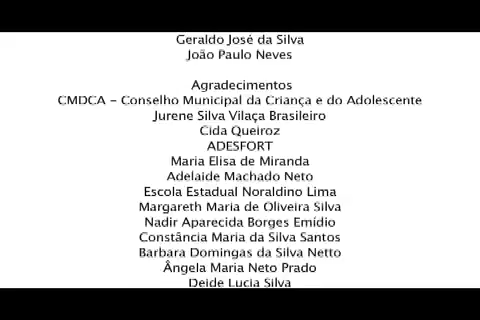 Geraldo José da Silva
João Paulo Neves
Agradecimentos
CMDCA - Conselho Municipal da Criança e do Adolescente
Jurene Silva Vilaça Brasileiro
Cida Queiroz
ADESFORT
Maria Elisa de Miranda
Adelaide Machado Neto
Escola Estadual Noraldino Lima
Margareth Maria de Oliveira Silva
Nadir Aparecida Borges Emídio
Constância Maria da Silva Santos
Barbara Domingas da Silva Netto
Ângela Maria Neto Prado
Deide Lucia Silva